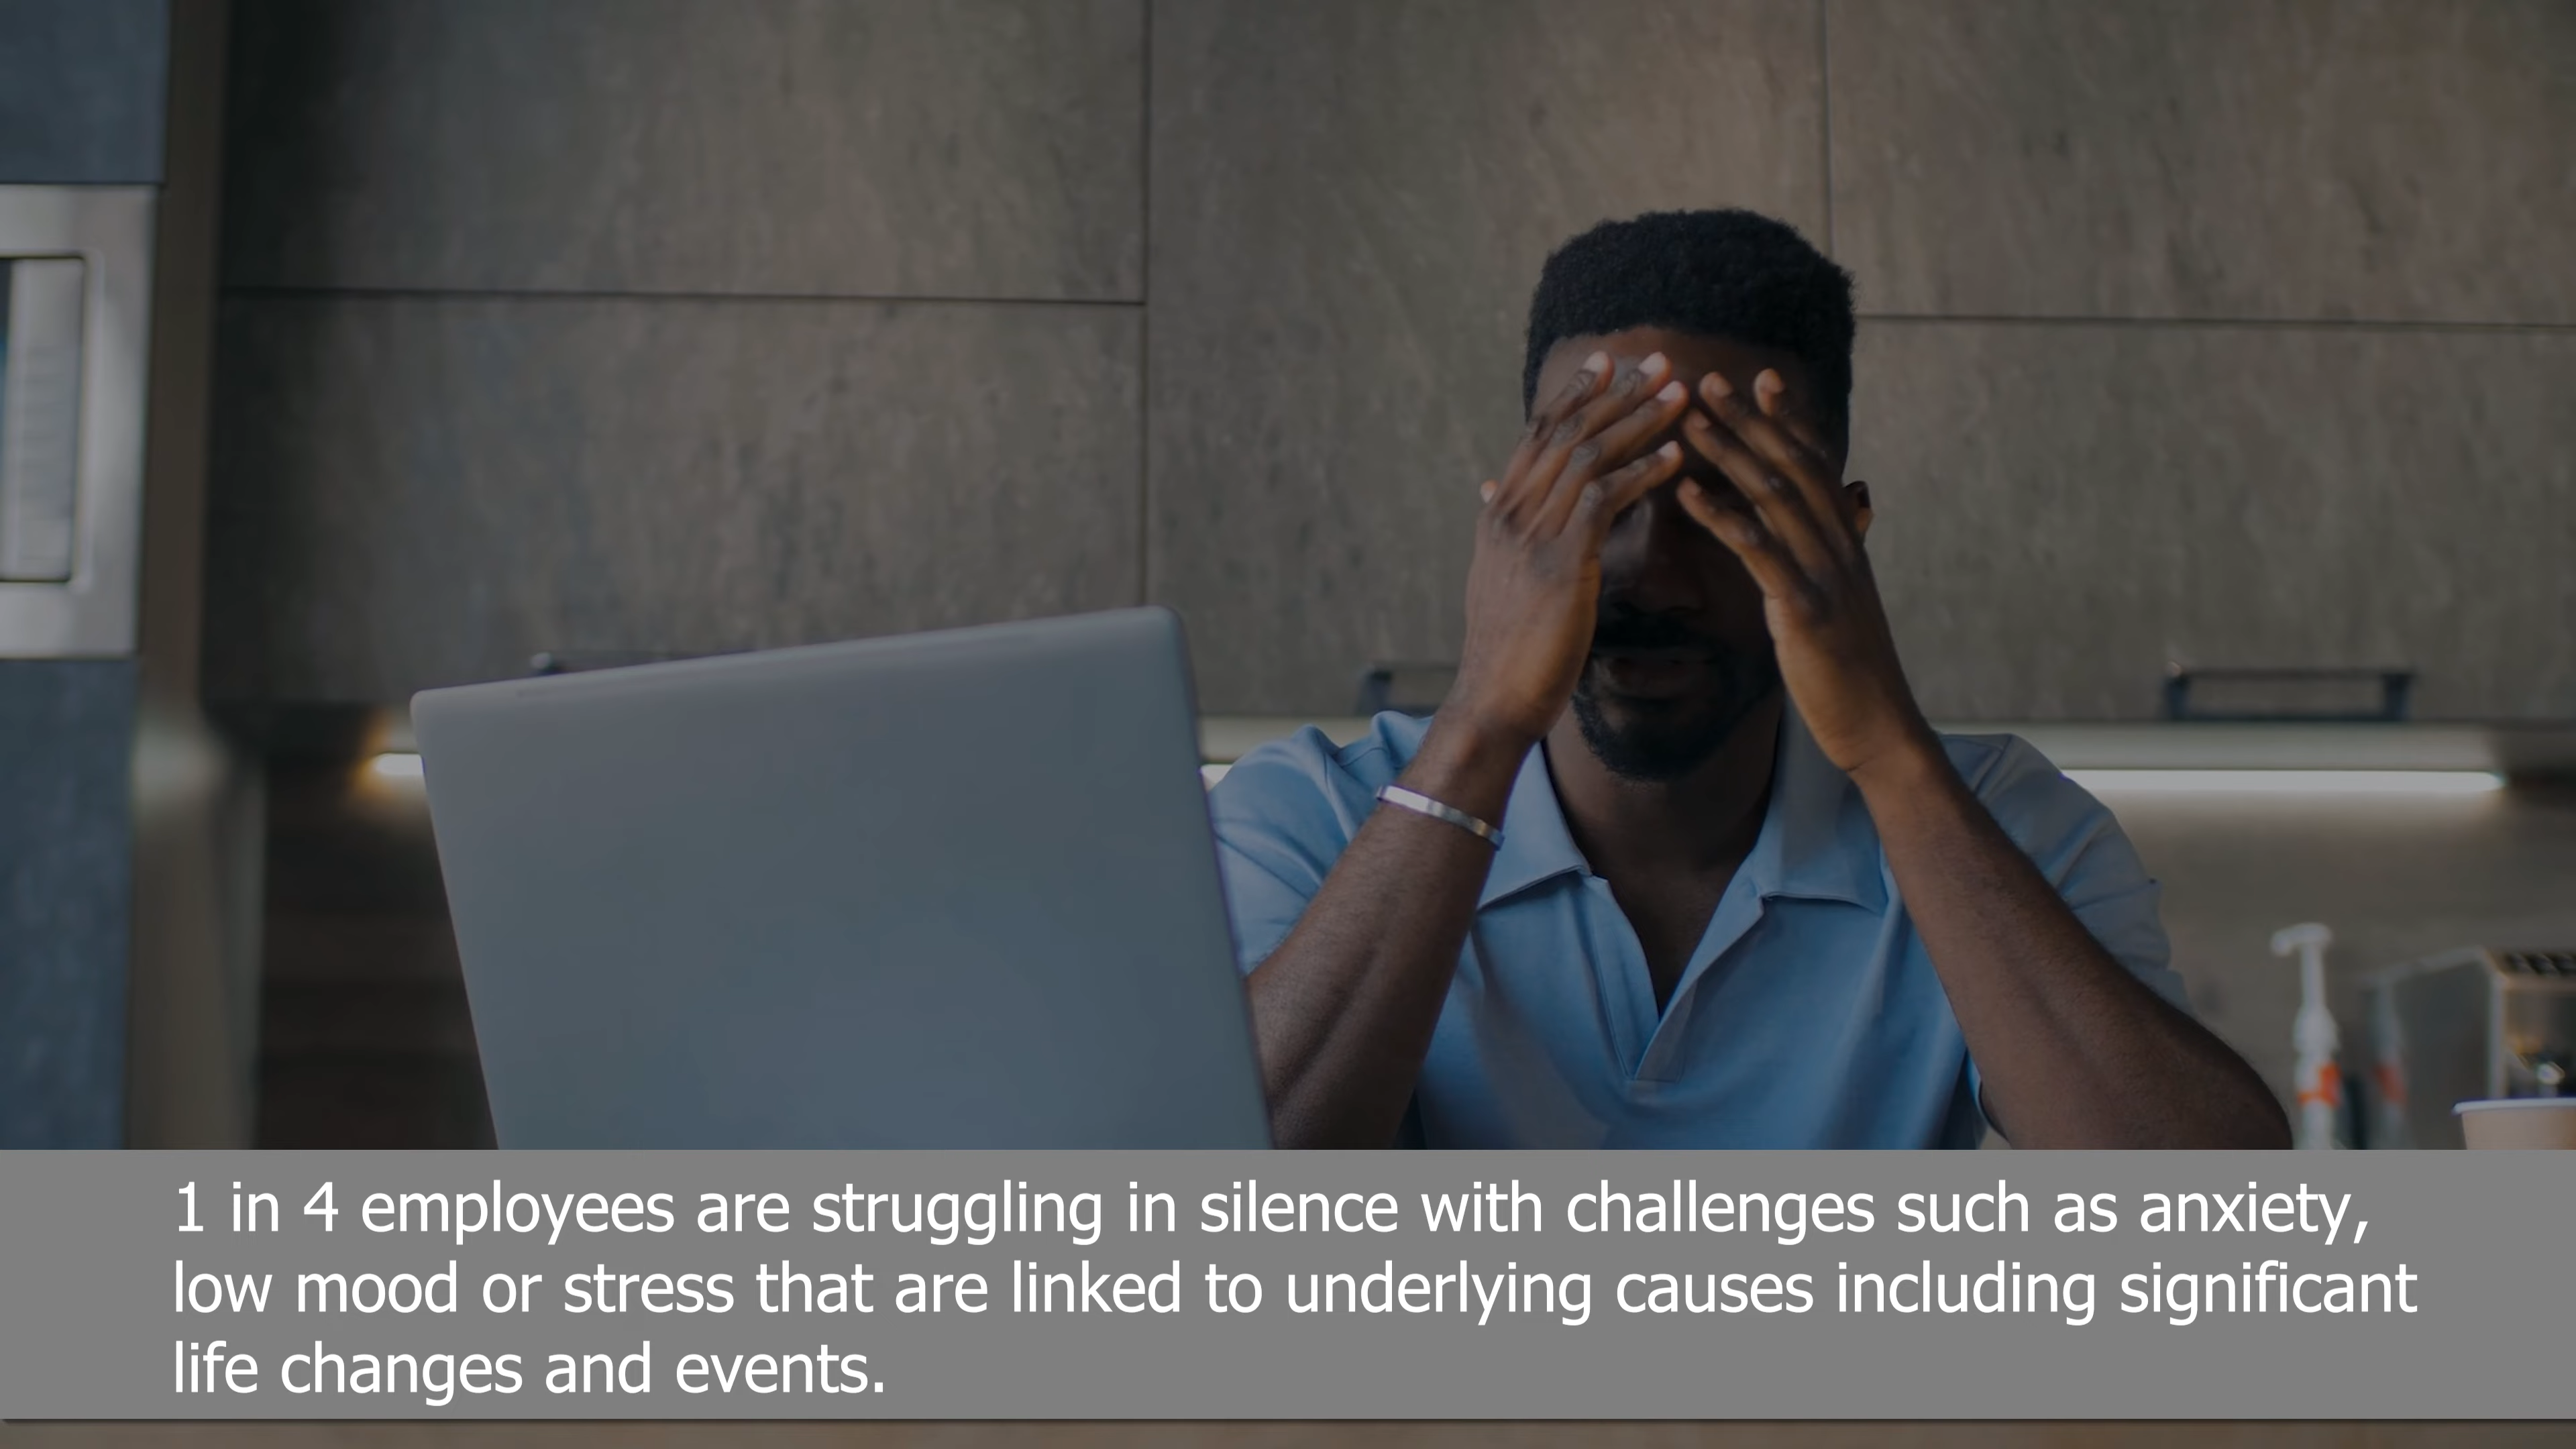 1 in 4 employees are struggling in silence with challenges such as anxiety,
low mood or stress that are linked to underlying causes including significant
life changes and events.